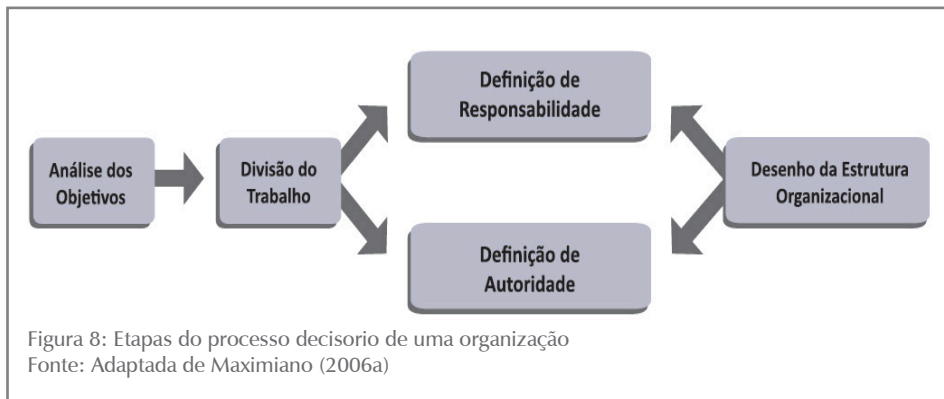 Definição de
Responsabilidade
Análise dos
Objetivos
Divisão do
Trabalho
Desenho da Estrutura
Organizacional
Definição de
Autoridade
Figura 8: Etapas do processo decisorio de uma organização
Fonte: Adaptada de Maximiano (2006a)